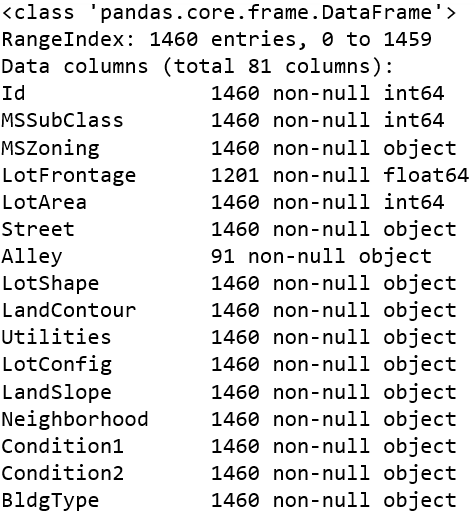 <class 'pandas.core.frame.DataFrame'>
RangeIndex: 1460 entries, 0 to 1459
Data columns (total 81 columns):
Id 1460 non-null int64
MSSubClass 1460 non-null int64
MSZoning 1460 non-null object
LotFrontage 1201 non-null float64
LotArea 1460 non-null int64
Street 1460 non-null object
Alley 91 non-null object
LotShape 1460 non-null object
LandContour 1460 non-null object
Utilities 1460 non-null object
LotConfig 1460 non-null object
LandSlope 1460 non-null object
Neighborhood 1460 non-null object
Condition1 1460 non-null object
Condition2 1460 non-null object
BldgType 1460 non-null object